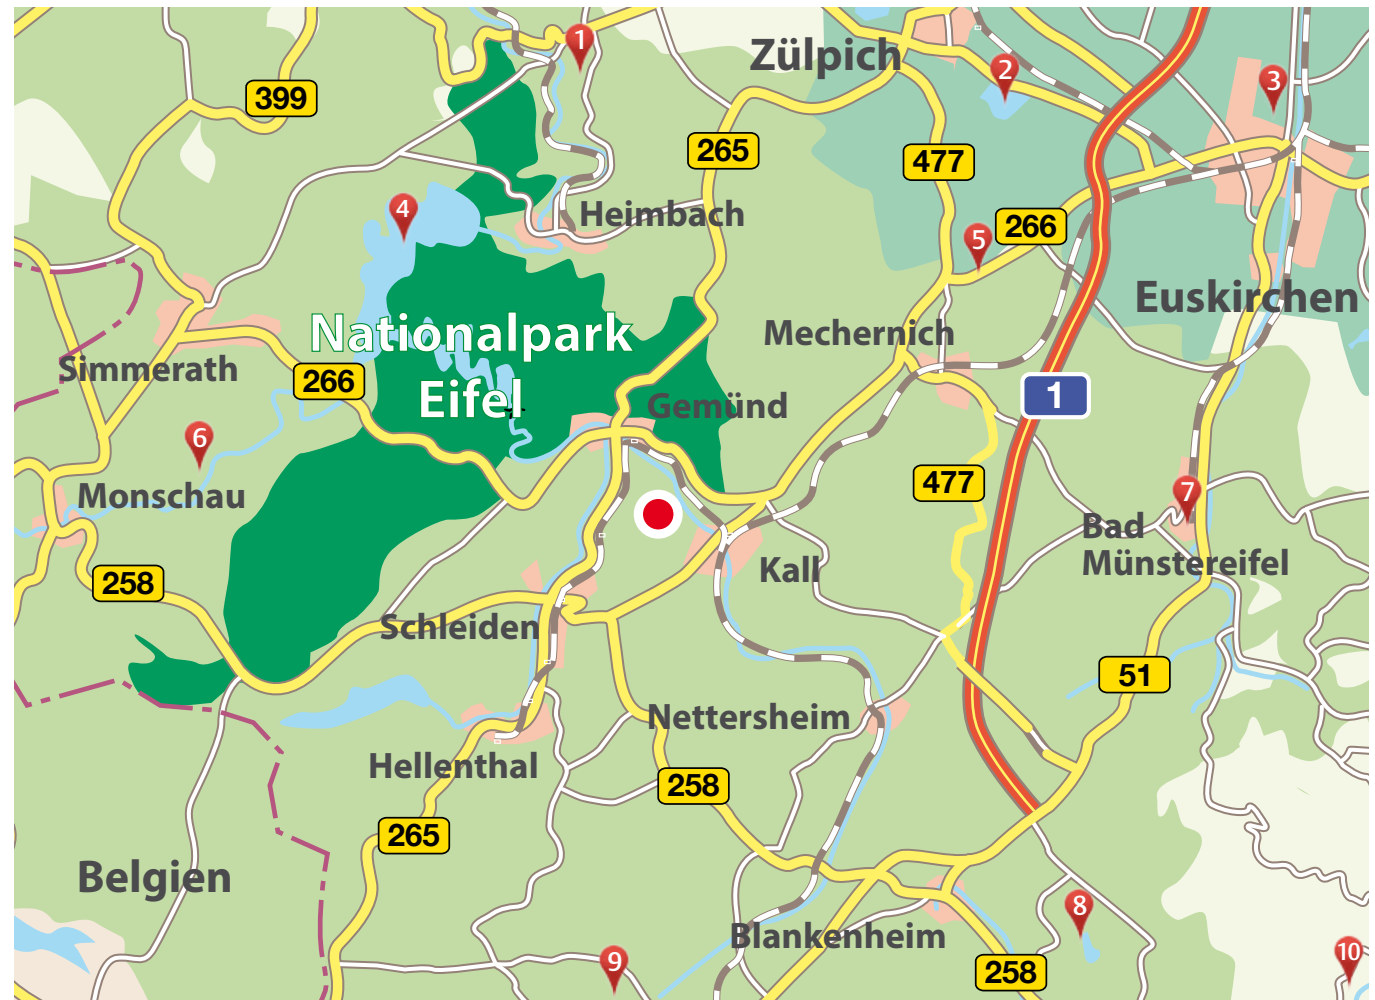 1
Zülpich
2
3
399
265
477
4
Heimbach
5
266
Euskirchen
Nationalpark
Eifel
Mechernich
Simmerath
266
1
Gemünd
6
Monschau
477
7
Bad
Münstereifel
258
Kall
Schleiden
51
Nettersheim
Hellenthal
258
265
Belgien
8
Blankenheim
9
258
10